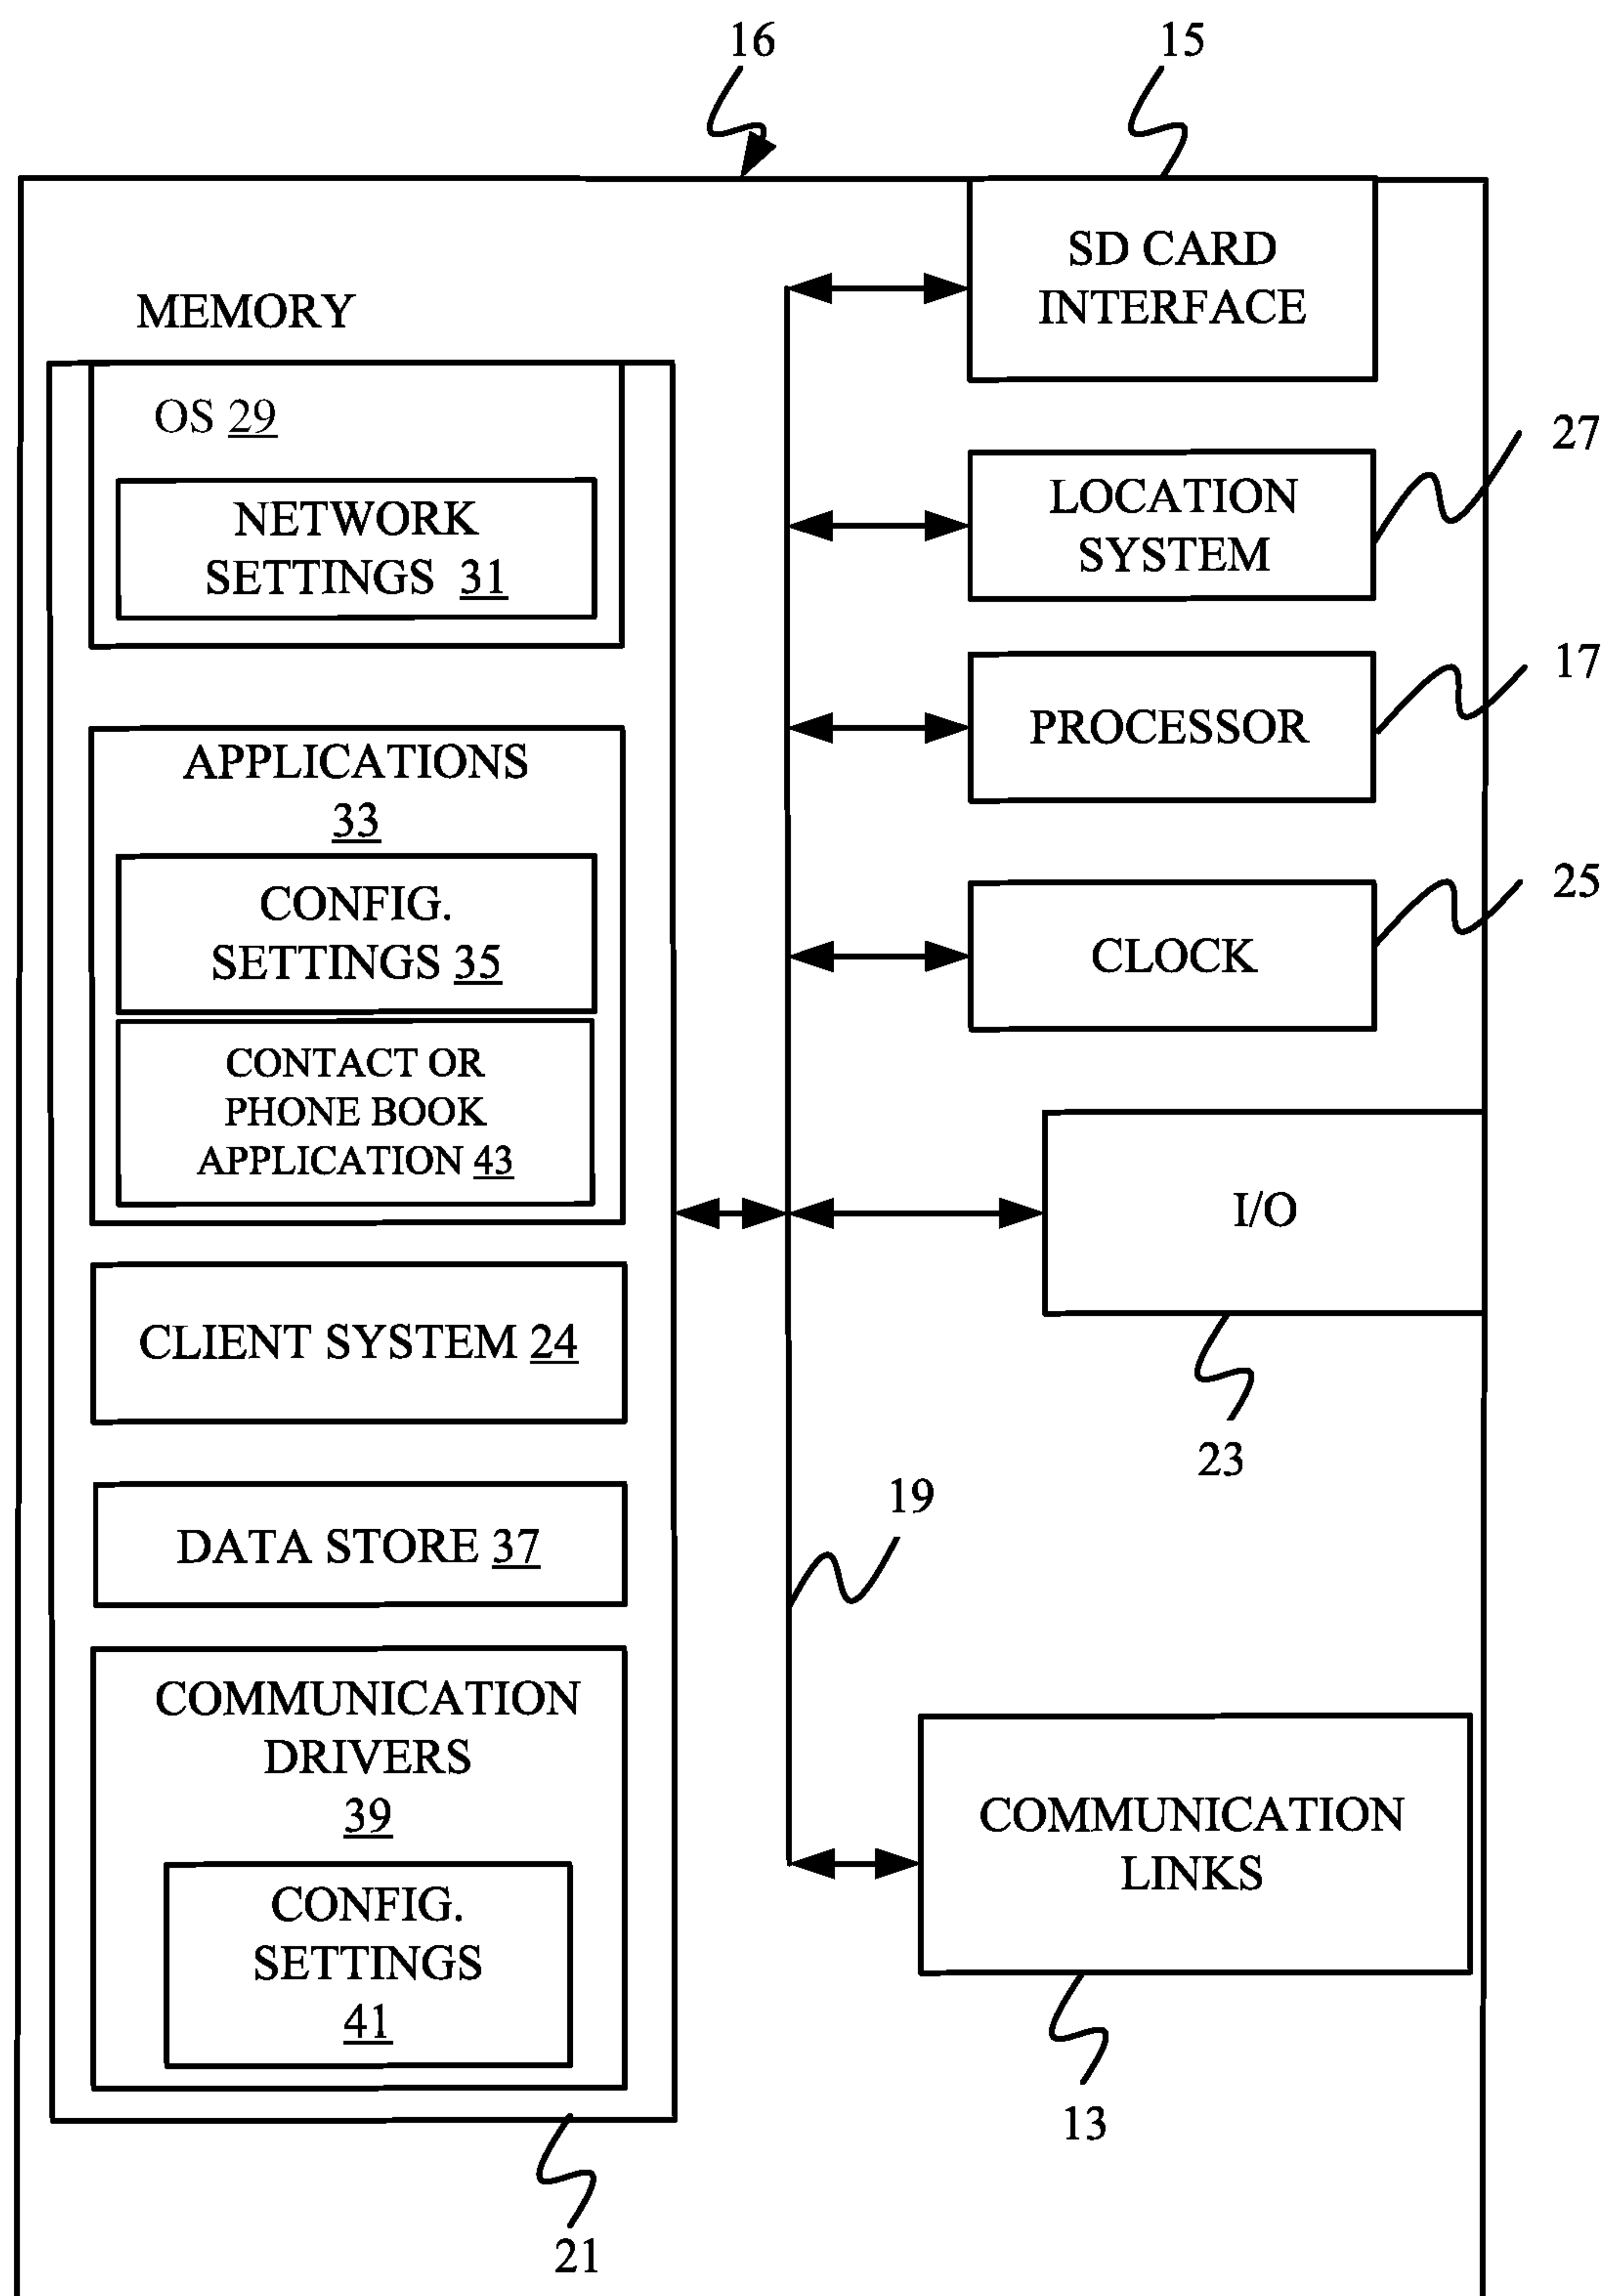 16
15
SD CARD
INTERFACE
MEMORY
OS 29
NETWORK
SETTINGS 31
27
LOCATION
SYSTEM
17
PROCESSOR
APPLICATIONS
33
CONFIG.
SETTINGS 35
25
CLOCK
CONTACT OR
PHONE BOOK
APPLICATION 43
I/O
CLIENT SYSTEM 24
23
19
DATA STORE 37
COMMUNICATION
DRIVERS
39
CONFIG.
SETTINGS
41
COMMUNICATION
LINKS
13
21